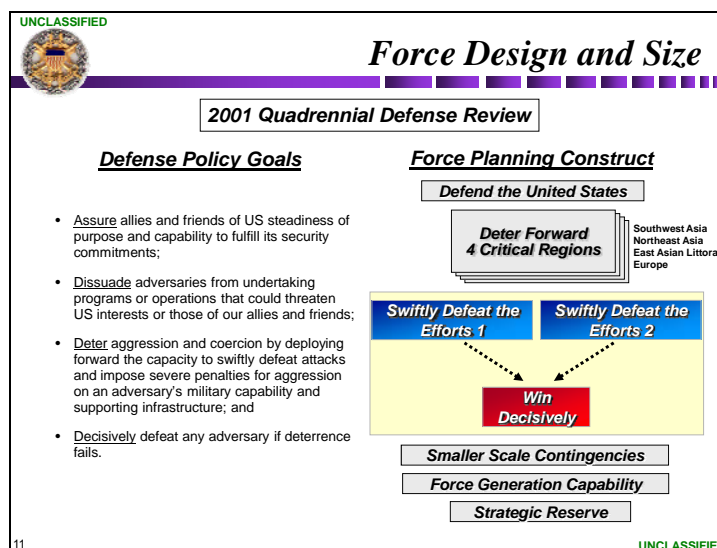 UNCLASSIFIED
Force Design and Size
2001 Quadrennial Defense Review
Defense Policy Goals
• Assure allies and friends of US steadiness of
purpose and capability to fulfill its security
commitments;
• Dissuade adversaries from undertaking
programs or operations that could threaten
US interests or those of our allies and friends;
• Deter aggression and coercion by deploying
forward the capacity to swiftly defeat attacks
and impose severe penalties for aggression
on an adversary's military capability and
supporting infrastructure; and
• Decisively defeat any adversary if deterrence
fails.
Force Planning Construct
Defend the United States
Deter Forward
4 Critical Regions
Southwest Asia
Northeast Asia
East Asian Littora
Europe
Swiftly Defeat the
Efforts 1
Swiftly Defeat the
Efforts 2
Win
Decisively
Smaller Scale Contingencies
Force Generation Capability
Strategic Reserve
11
UNCLASSIFIE